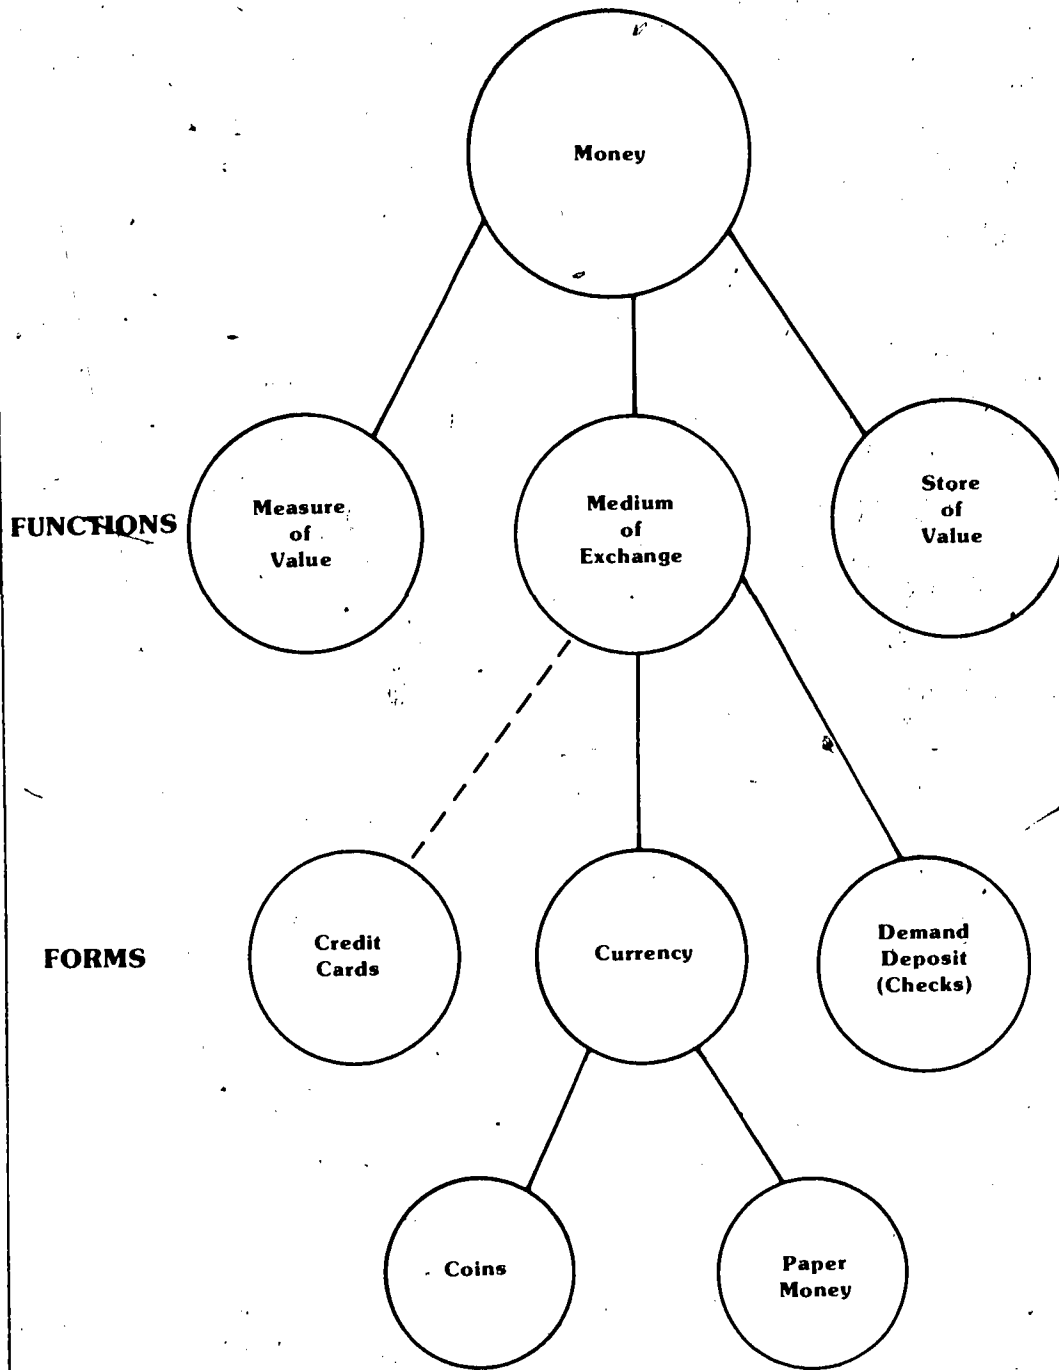 Money
FUNCTIONS
Measure
of
Value
Medium
of
Exchange
Store
of
Value
FORMS
Credit
Cards
Currency
Demand
Deposit
(Checks)
Coins
Paper
Money